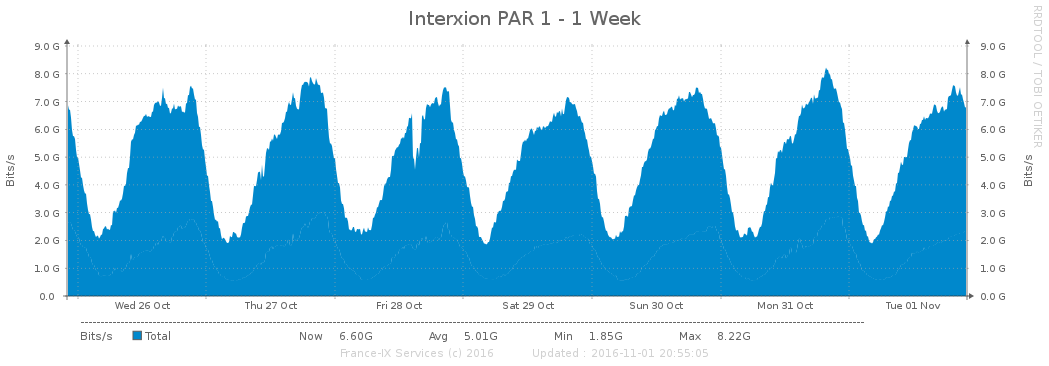 Interxion PAR 1 - 1 Week
RRDTOOL / TOBI OETIKER
9.0 G 9.0 G
8.0 G 8.0 G
7.0 G 7.0 G
6.0 G 6.0 G
5.0 G 5.0 G
4.0 G 4.0 G
3.0 G 3.0 G
2.0 G 2.0 G
1.0 G 1.0 G
0.0 0.0 G
Bits/s Bits/s
Wed 26 Oct Thu 27 Oct Fri 28 Oct Sat 29 Oct Sun 30 Oct Mon 31 Oct Tue 01 Nov
Bits/s Total Now 6.60G Avg 5.01G Min 1.85G Max 8.22G
France-IX Services (c) 2016 Updated : 2016-11-01 20:55:05